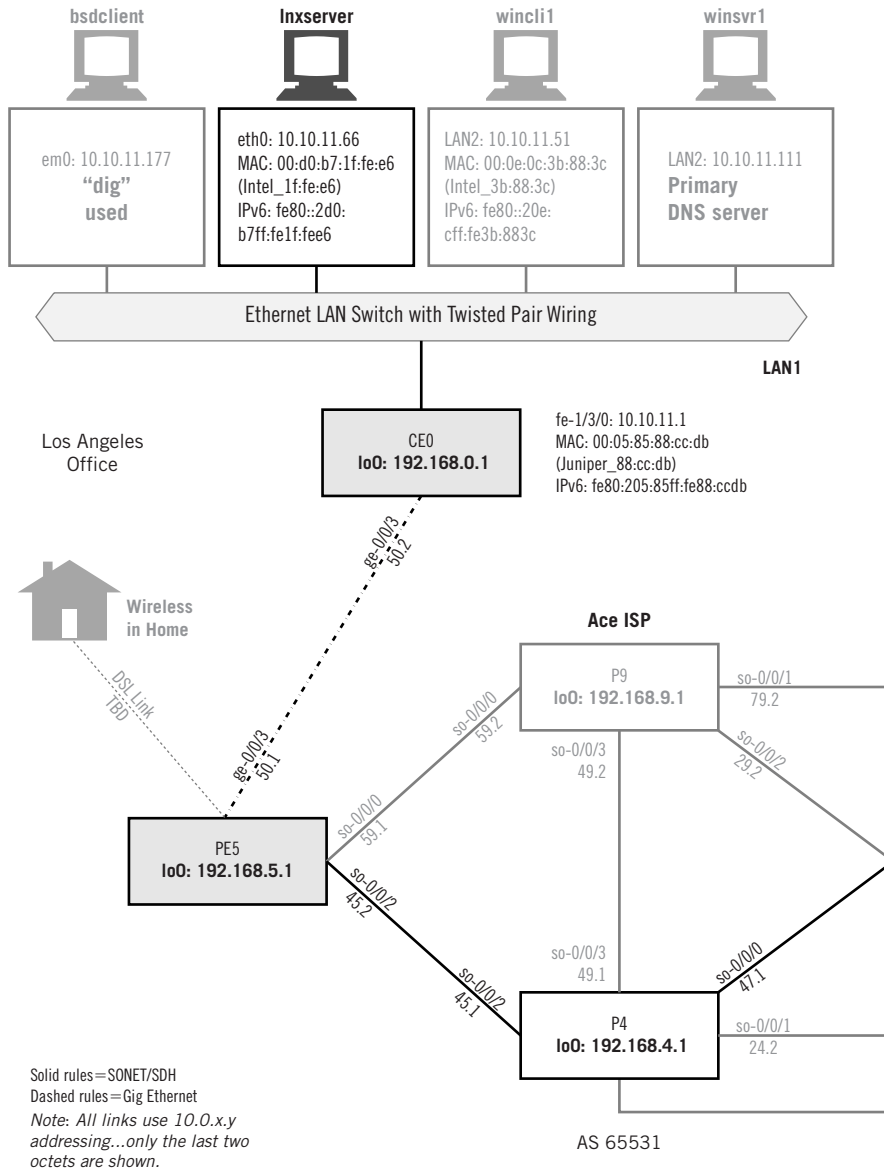 bsdclient
lnxserver
wincli1
winsvr1
em0: 10.10.11.177
“dig”
used
eth0: 10.10.11.66
MAC: 00:d0:b7:1f:fe:e6
(Intel_1f:fe:e6)
IPv6: fe80::2d0:
b7ff:fe1f:fee6
LAN2: 10.10.11.51
MAC: 00:0e:0c:3b:88:3c
(Intel_3b:88:3c)
IPv6: fe80::20e:
cff:fe3b:883c
LAN2: 10.10.11.111
Primary
DNS server
Ethernet LAN Switch with Twisted Pair Wiring
LAN1
Los Angeles
Office
CE0
lo0: 192.168.0.1
fe-1/3/0: 10.10.11.1
MAC: 00:05:85:88:cc:db
(Juniper_88:cc:db)
IPv6: fe80:205:85ff:fe88:ccdb
ge-0/0/3
50.2
Wireless
in Home
DSL Link
TBD
ge-0/0/3
50.1
Ace ISP
P9
lo0: 192.168.9.1
so-0/0/1
79.2
so-0/0/0
59.2
so-0/0/3
49.2
so-0/0/2
29.2
so-0/0/0
59.1
PE5
lo0: 192.168.5.1
so-0/0/2
45.2
so-0/0/2
45.1
so-0/0/3
49.1
so-0/0/0
47.1
P4
lo0: 192.168.4.1
so-0/0/1
24.2
Solid rules=SONET/SDH
Dashed rules=Gig Ethernet
Note: All links use 10.0.x.y
addressing...only the last two
octets are shown.
AS 65531